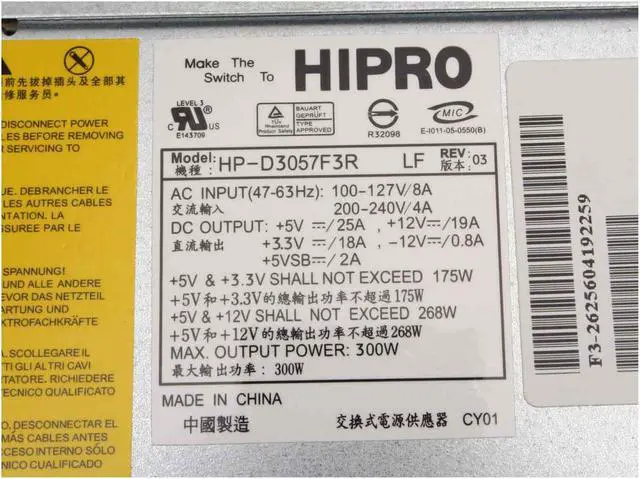 前先拔掉插头及全部其
修服务员.
DISCONNECT POWER
BLES BEFORE REMOVING
SERVICING TO
UE. DEBRANCHER LE
LES AUTRES CABLES
ENTATION. LA
AIRE PAR LE
SPANNUNG!
UND ALLE ANDERE
EVOR DAS NETZTEIL
ARTUNG
EKTROFACHKRÄFTE
A. SCOLLEGARE IL
TI GLI ALTRI CAVI
TATORE. RICHIEDERE
TECNICO QUALIFICATO
O, DESCONECTAR EL
CABLES ANTES
ACCESO INTERNO SÓLO
ÉCNICO CUALIFICADO
Make The
Switch To
HIPRO
LEVEL 3
C US
E143709
TÜV
Rheinland
Product Safety
BAUART
GEPRÜFT
TYPE
APPROVED
R32098
MIC
E-I011-05-0550(B)
Model: HP-D3057F3R LF REV: 03
機種: 版本:
AC INPUT(47-63Hz): 100-127V/8A
交流輸入 200-240V/4A
DC OUTPUT: +5V ⎓/25A , +12V⎓/19A
直流輸出 +3.3V ⎓/18A , -12V⎓/0.8A
+5VSB⎓/2A
+5V & +3.3V SHALL NOT EXCEED 175W
+5V和+3.3V的總輸出功率不超過175W
+5V & +12V SHALL NOT EXCEED 268W
+5V和+12V的總輸出功率不超過268W
MAX. OUTPUT POWER: 300W
最大輸出功率: 300W
MADE IN CHINA
中國製造 交換式電源供應器 CY01
F3-2625604192259